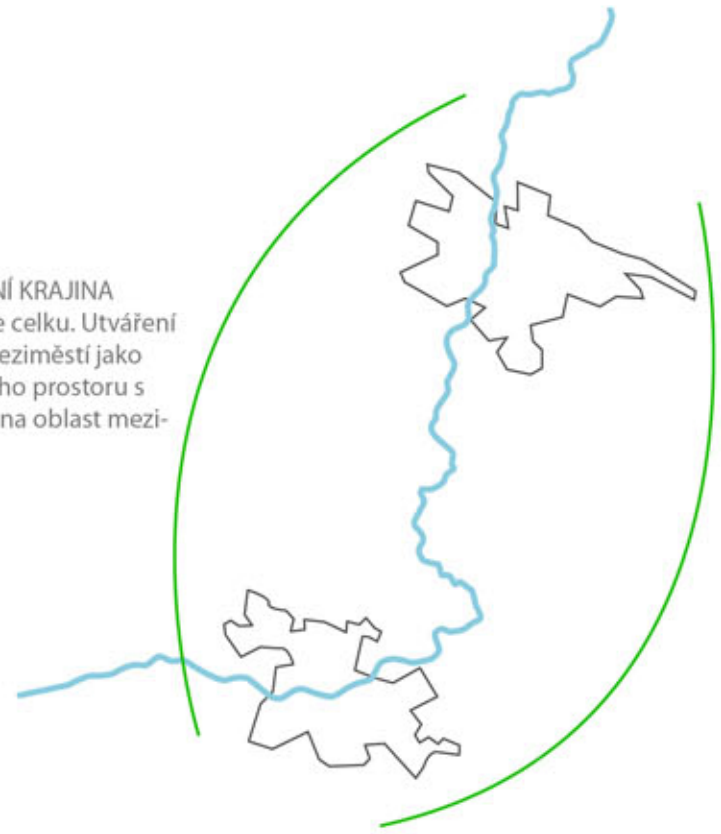 NÍ KRAJINA
e celku. Utváření
eziměstí jako
ho prostoru s
na oblast mezi-